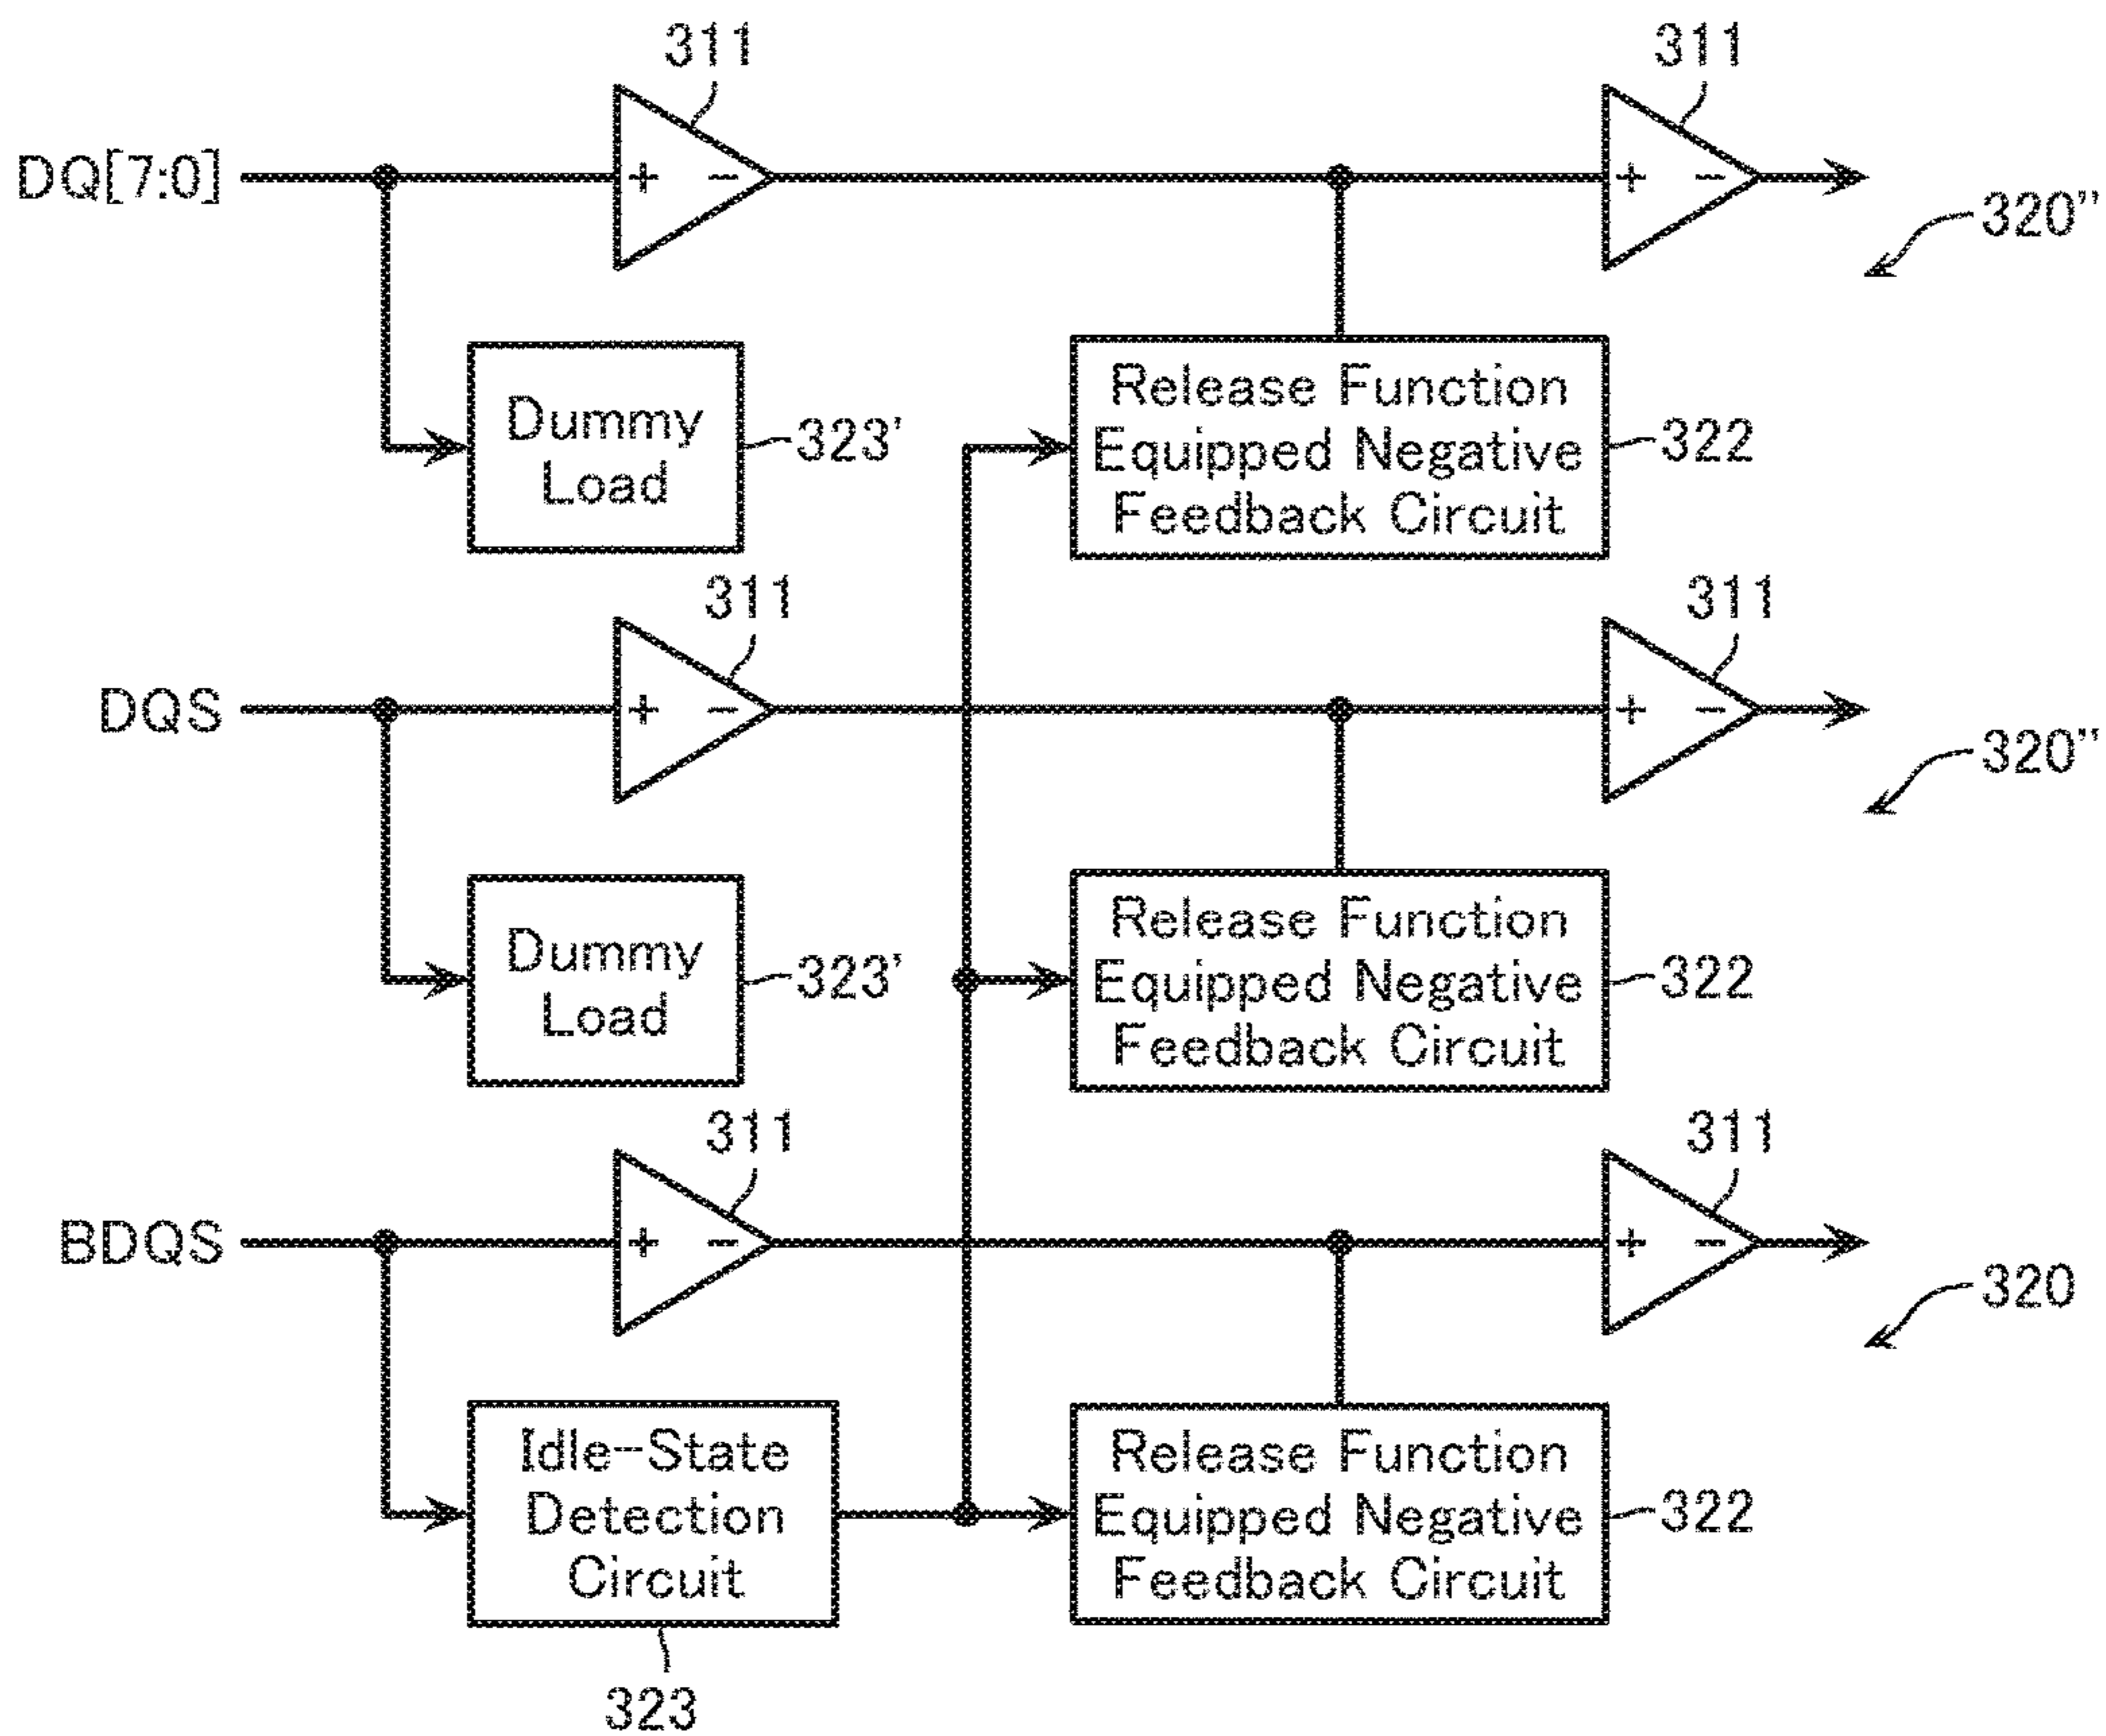 311
311
DQ[7:0]
+ −
+ −
320"
Dummy
Load
323'
Release Function
Equipped Negative
Feedback Circuit
322
311
311
DQS
+ −
+ −
320"
Dummy
Load
323'
Release Function
Equipped Negative
Feedback Circuit
322
311
311
BDQS
+ −
+ −
320
Idle-State
Detection
Circuit
323
Release Function
Equipped Negative
Feedback Circuit
322